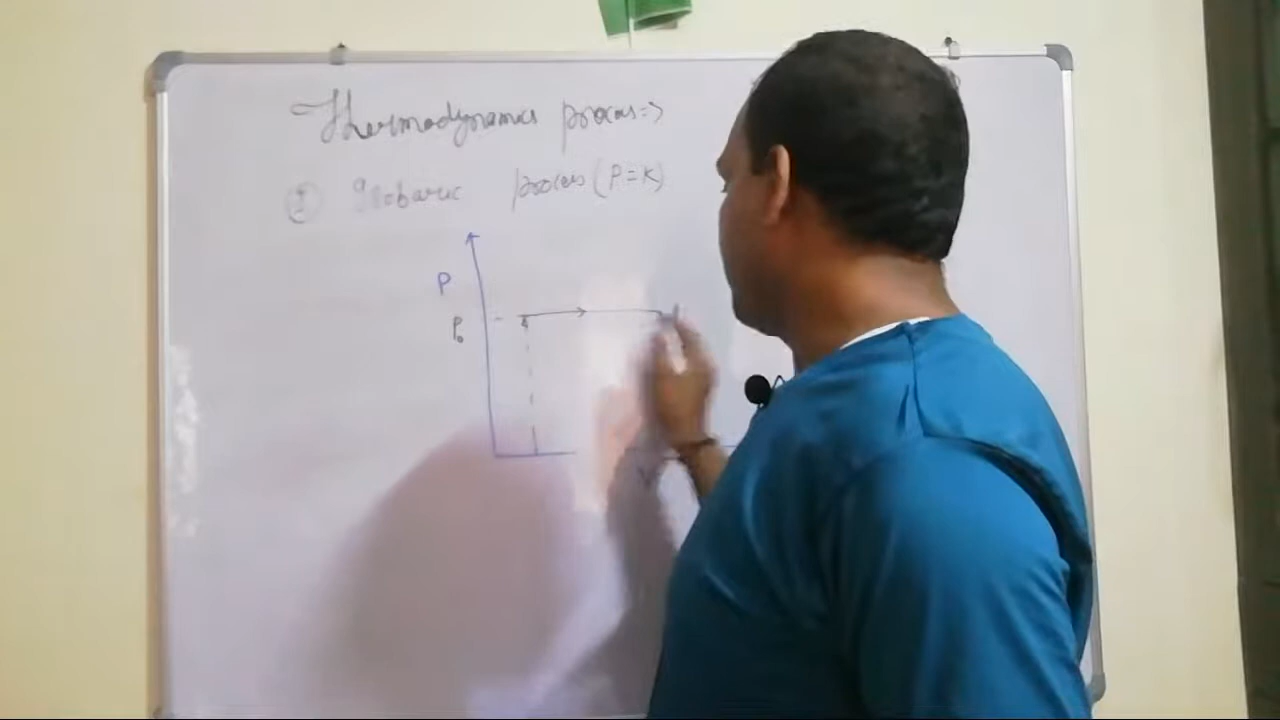 Thermodynamics process =>
① Isobaric process (P = K)
P
P₀
V